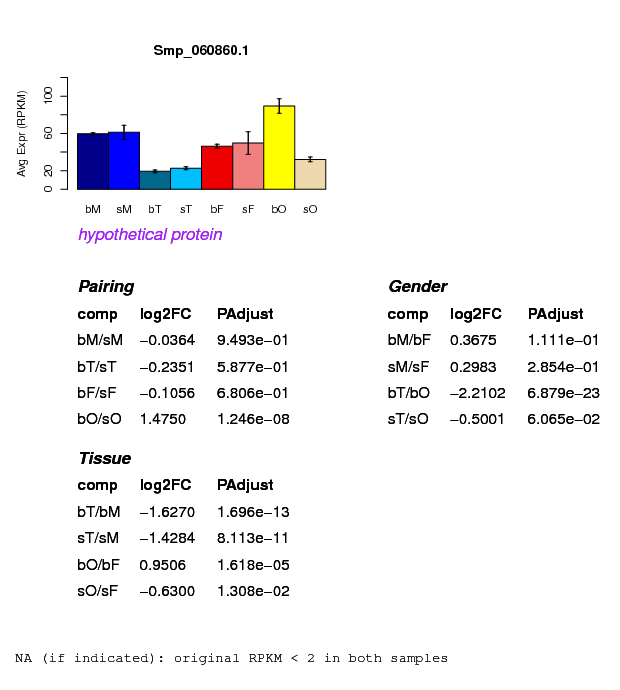 Smp_060860.1
Avg Expr (RPKM)
100
60
20
0
bM sM bT sT bF sF bO sO
hypothetical protein
Pairing
comp log2FC PAdjust
bM/sM −0.0364 9.493e−01
bT/sT −0.2351 5.877e−01
bF/sF −0.1056 6.806e−01
bO/sO 1.4750 1.246e−08
Gender
comp log2FC PAdjust
bM/bF 0.3675 1.111e−01
sM/sF 0.2983 2.854e−01
bT/bO −2.2102 6.879e−23
sT/sO −0.5001 6.065e−02
Tissue
comp log2FC PAdjust
bT/bM −1.6270 1.696e−13
sT/sM −1.4284 8.113e−11
bO/bF 0.9506 1.618e−05
sO/sF −0.6300 1.308e−02
NA (if indicated): original RPKM < 2 in both samples